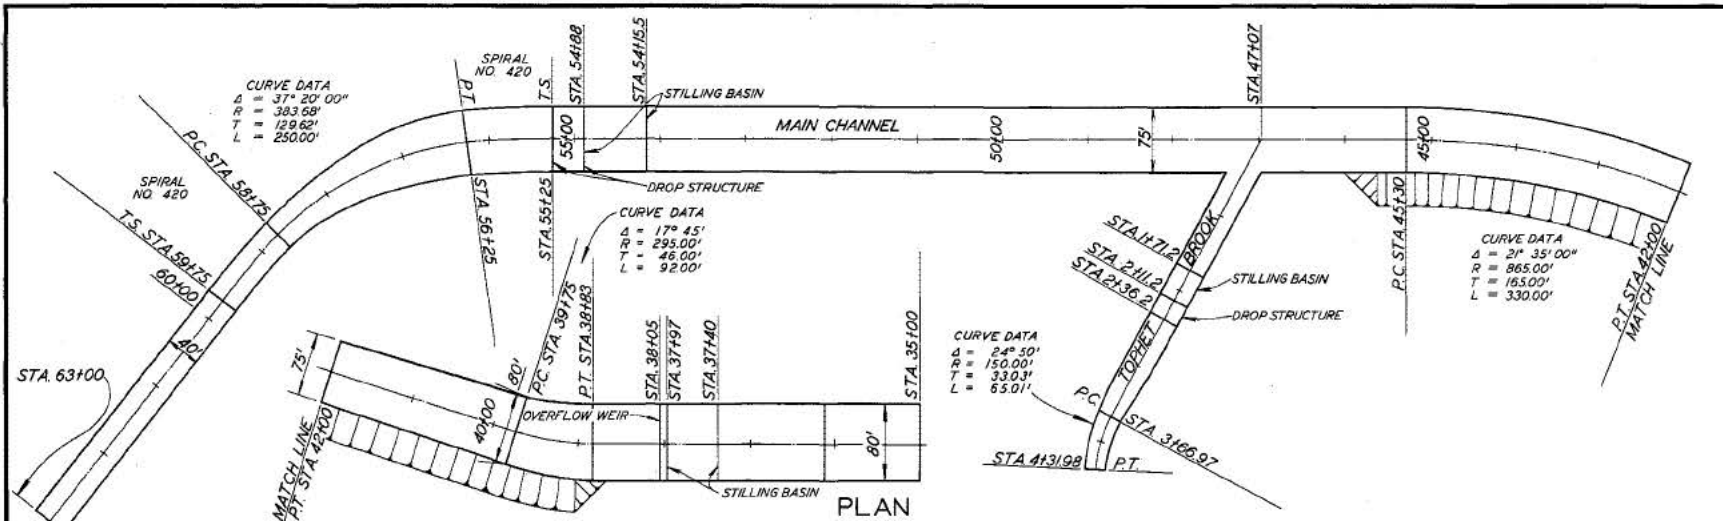 CURVE DATA
Δ = 37° 20' 00"
R = 383.68'
T = 129.62'
L = 250.00'
SPIRAL
NO. 420
P.T.
T.S.
STA. 54+88
STA. 54+15.5
STILLING BASIN
55+00
MAIN CHANNEL
50+00
75'
STA. 47+07
45+00
DROP STRUCTURE
P.C. STA. 58+75
SPIRAL
NO. 420
T.S. STA. 59+75
60+00
40'
STA. 63+00
STA. 56+25
STA. 55+25
CURVE DATA
Δ = 17° 45'
R = 295.00'
T = 46.00'
L = 92.00'
STA. 1+71.2
STA. 2+11.2
STA. 2+36.2
BROOK
TOPHET
STILLING BASIN
DROP STRUCTURE
P.C. STA. 45+30
CURVE DATA
Δ = 21° 35' 00"
R = 865.00'
T = 165.00'
L = 330.00'
P.T. STA. 42+00
MATCH LINE
CURVE DATA
Δ = 24° 50'
R = 150.00'
T = 33.03'
L = 65.01'
P.C.
STA. 3+66.97
STA. 4+31.98
P.T.
75'
80'
P.C. STA. 39+75
P.T. STA. 38+83
STA. 38+05
STA. 37+97
STA. 37+40
STA. 35+00
OVERFLOW WEIR
40+00
80'
MATCH LINE
P.T. STA. 42+00
STILLING BASIN
PLAN